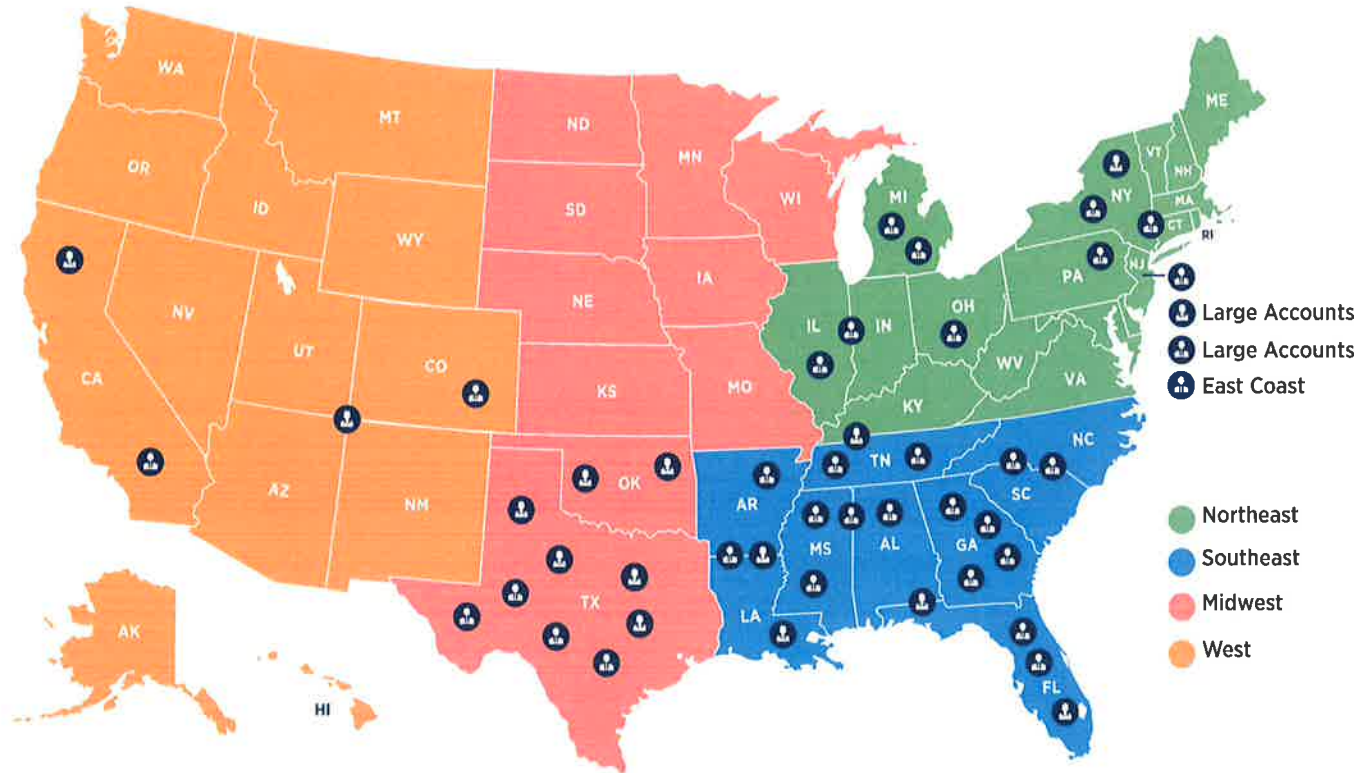 WA
MT
ND
MN
ME
OR
ID
SD
WI
MI
VT
NH
NY
MA
CT
RI
WY
IA
PA
NJ
NE
NV
UT
CO
IL
IN
OH
Large Accounts
Large Accounts
East Coast
CA
KS
MO
WV
VA
KY
AZ
NM
OK
AR
TN
NC
SC
MS
AL
GA
TX
LA
FL
AK
HI
Northeast
Southeast
Midwest
West